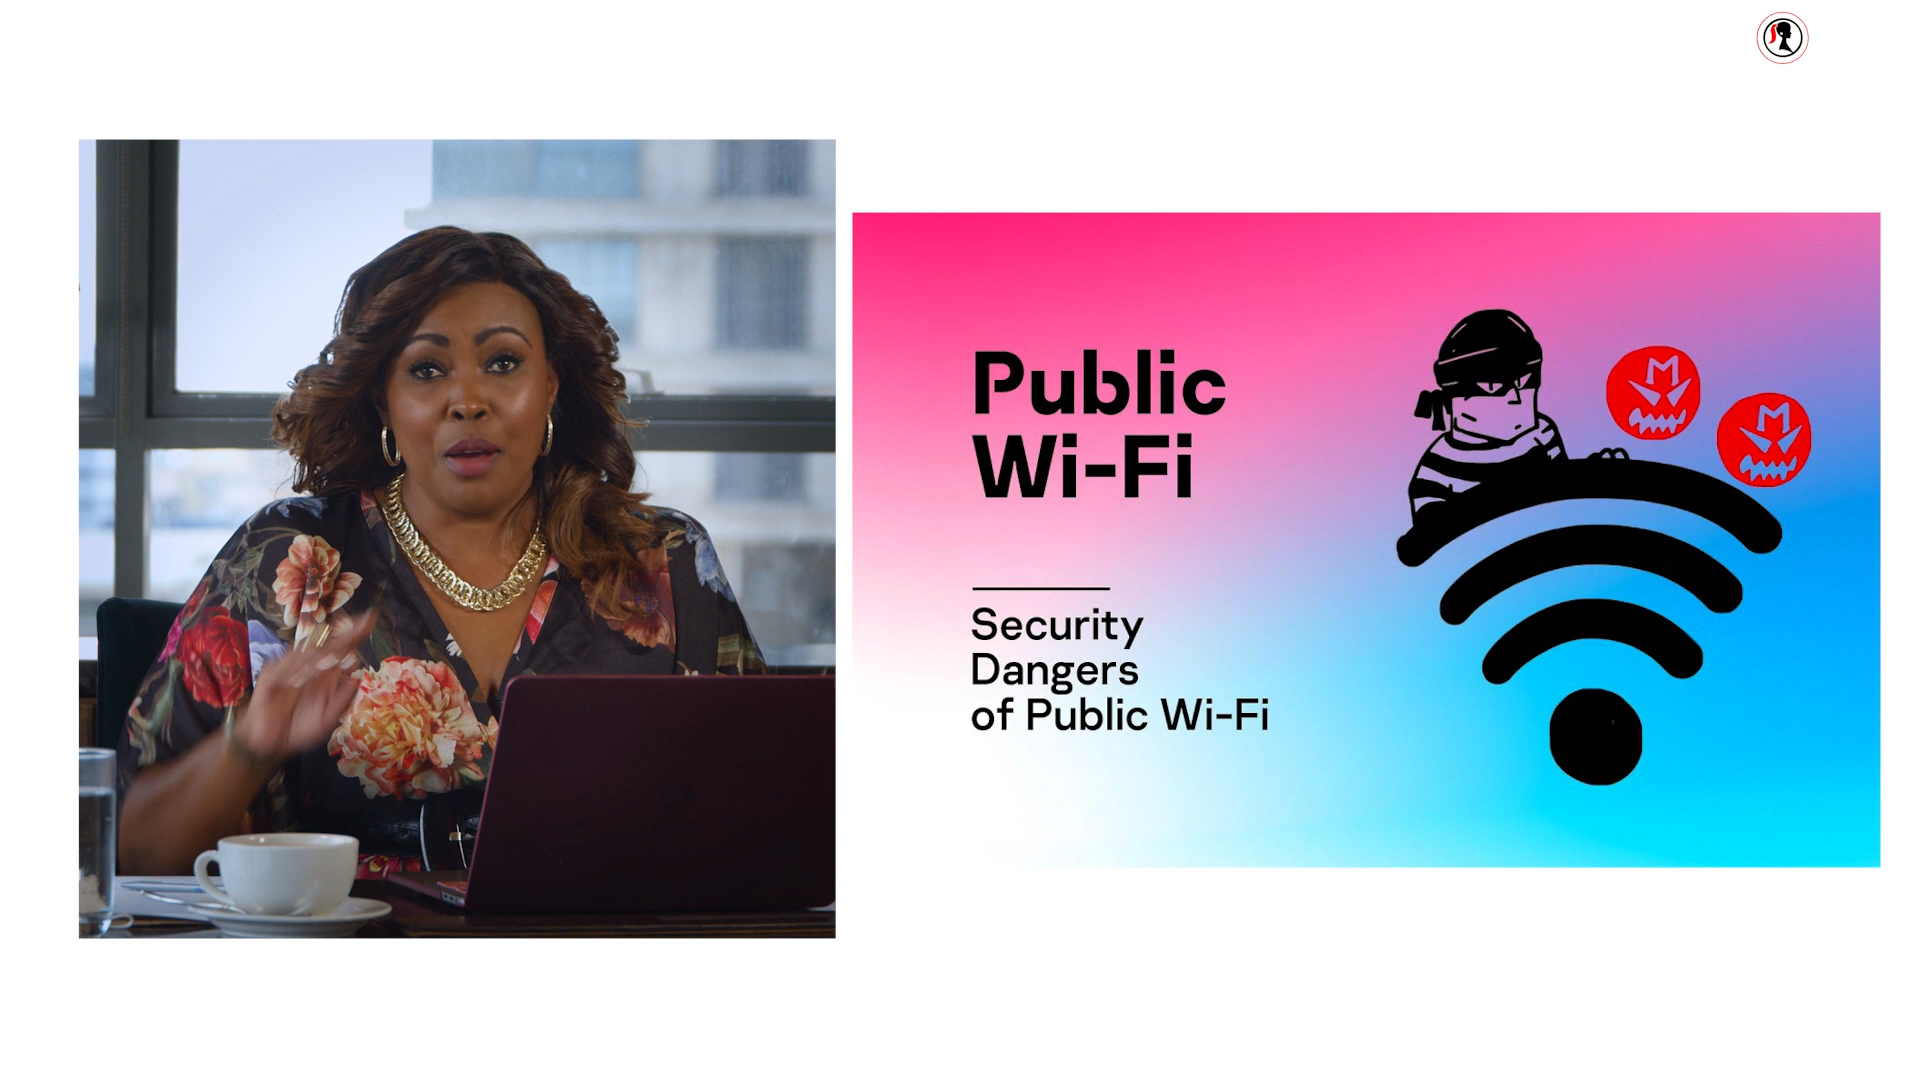 Public
Wi-Fi
Security
Dangers
of Public Wi-Fi
M
M